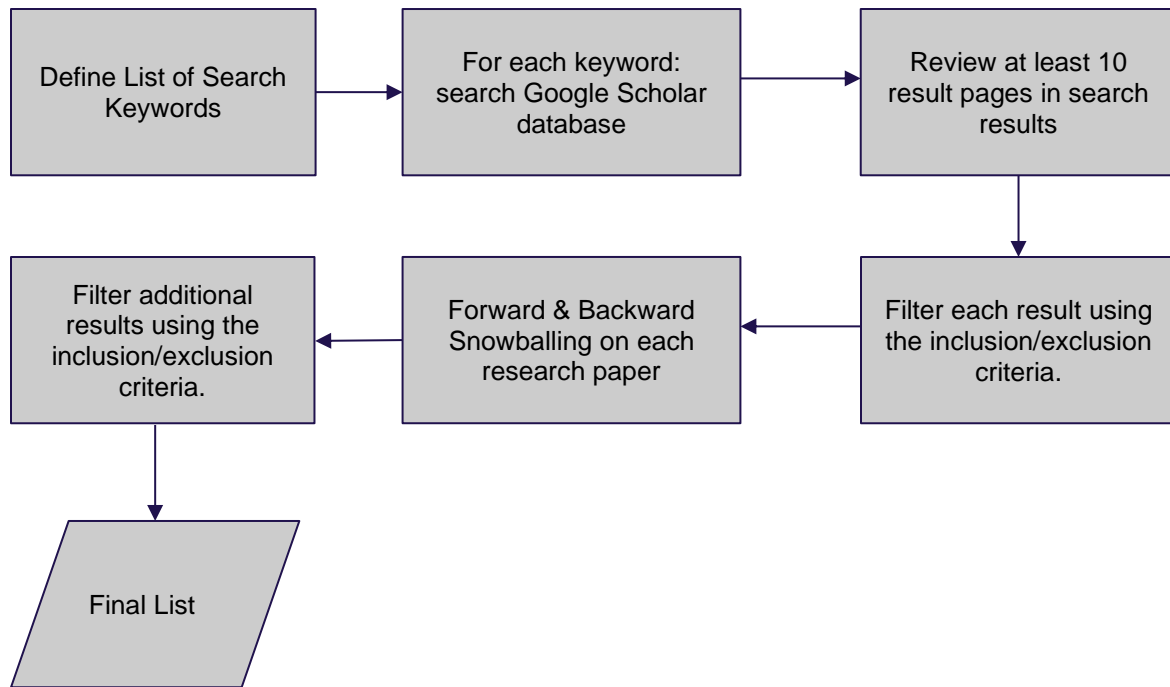 Define List of Search
Keywords
For each keyword:
search Google Scholar
database
Review at least 10
result pages in search
results
Filter each result using
the inclusion/exclusion
criteria.
Forward & Backward
Snowballing on each
research paper
Filter additional
results using the
inclusion/exclusion
criteria.
Final List